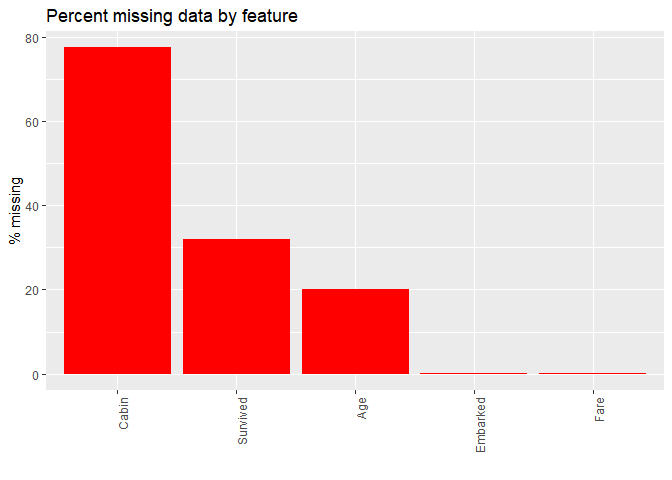 Percent missing data by feature
% missing
80
60
40
20
0
Cabin
Survived
Age
Embarked
Fare